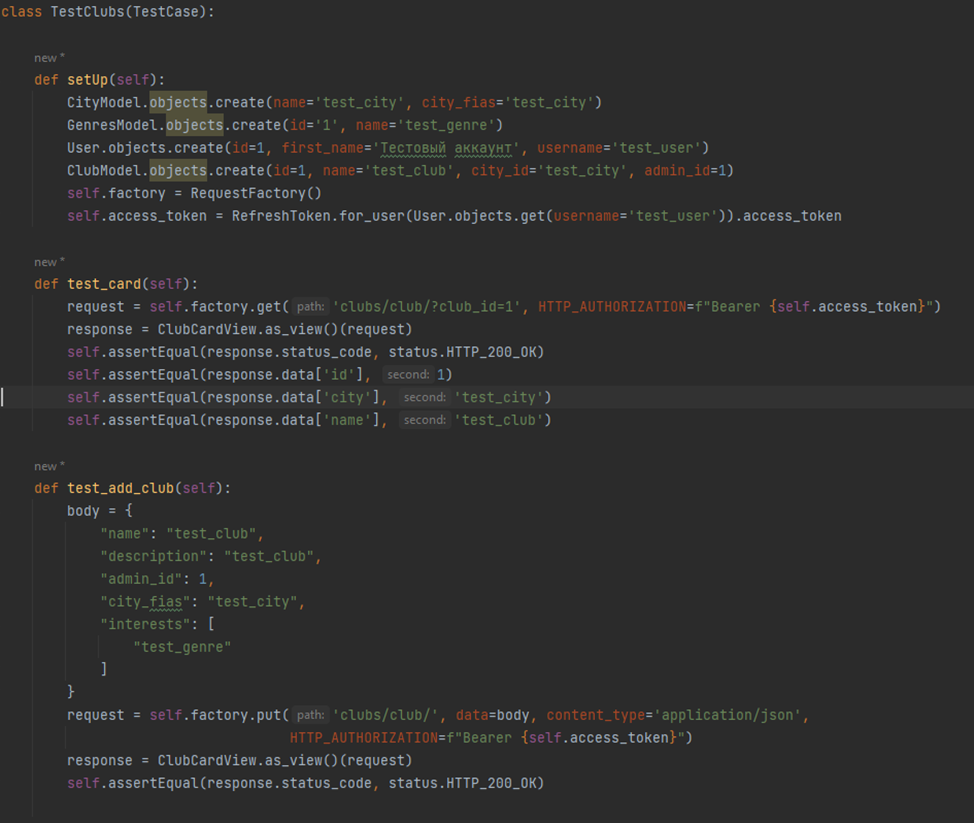 class TestClubs(TestCase):
new *
def setUp(self):
CityModel.objects.create(name='test_city', city_fias='test_city')
GenresModel.objects.create(id='1', name='test_genre')
User.objects.create(id=1, first_name='Тестовый аккаунт', username='test_user')
ClubModel.objects.create(id=1, name='test_club', city_id='test_city', admin_id=1)
self.factory = RequestFactory()
self.access_token = RefreshToken.for_user(User.objects.get(username='test_user')).access_token
new *
def test_card(self):
request = self.factory.get( path: 'clubs/club/?club_id=1', HTTP_AUTHORIZATION=f"Bearer {self.access_token}")
response = ClubCardView.as_view()(request)
self.assertEqual(response.status_code, status.HTTP_200_OK)
self.assertEqual(response.data['id'], second: 1)
self.assertEqual(response.data['city'], second: 'test_city')
self.assertEqual(response.data['name'], second: 'test_club')
new *
def test_add_club(self):
body = {
"name": "test_club",
"description": "test_club",
"admin_id": 1,
"city_fias": "test_city",
"interests": [
"test_genre"
]
}
request = self.factory.put( path: 'clubs/club/', data=body, content_type='application/json',
HTTP_AUTHORIZATION=f"Bearer {self.access_token}")
response = ClubCardView.as_view()(request)
self.assertEqual(response.status_code, status.HTTP_200_OK)